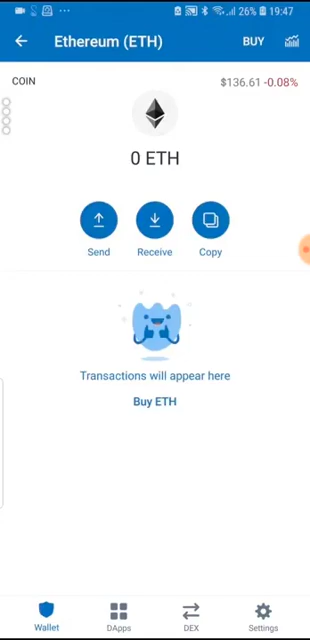 26% 19:47
Ethereum (ETH)
BUY
COIN
$136.61 -0.08%
0 ETH
Send
Receive
Copy
Transactions will appear here
Buy ETH
Wallet
DApps
DEX
Settings